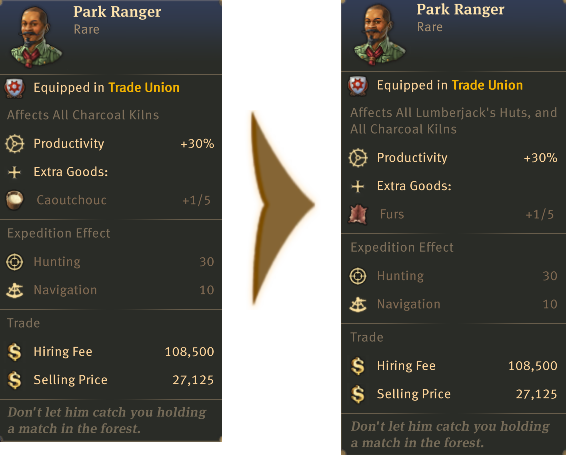 Park Ranger
Rare
Equipped in Trade Union
Affects All Charcoal Kilns
Productivity +30%
Extra Goods:
Caoutchouc +1/5
Expedition Effect
Hunting 30
Navigation 10
Trade
Hiring Fee 108,500
Selling Price 27,125
Don't let him catch you holding
a match in the forest.
Park Ranger
Rare
Equipped in Trade Union
Affects All Lumberjack's Huts, and
All Charcoal Kilns
Productivity +30%
Extra Goods:
Furs +1/5
Expedition Effect
Hunting 30
Navigation 10
Trade
Hiring Fee 108,500
Selling Price 27,125
Don't let him catch you holding
a match in the forest.